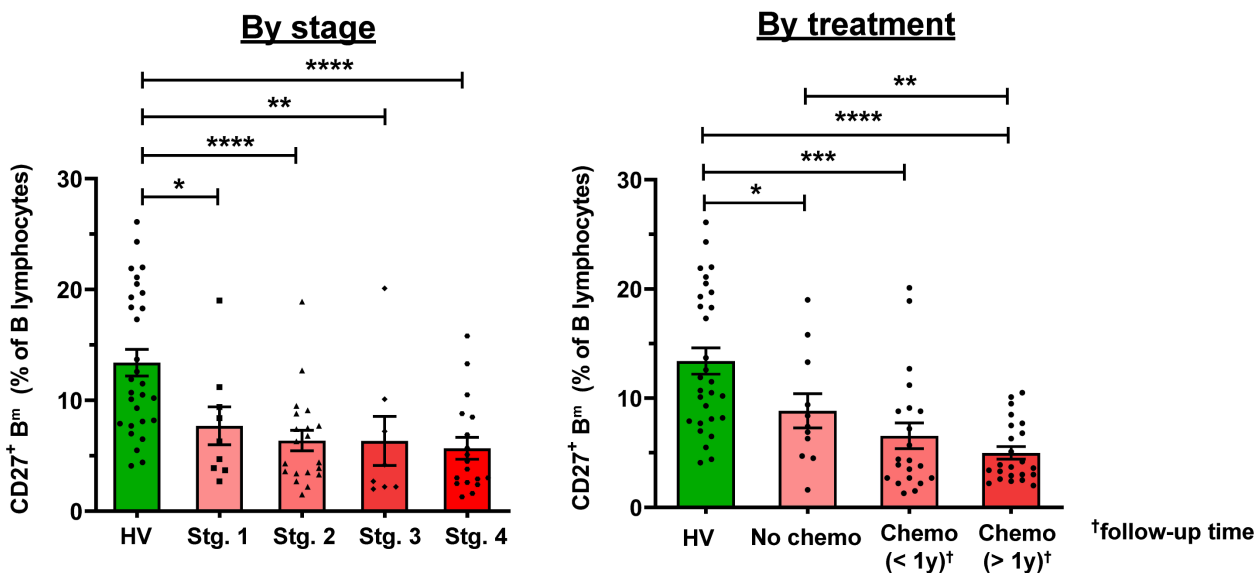 By stage
****
**
****
*
CD27⁺ Bᵐ (% of B lymphocytes)
30
20
10
0
HV Stg. 1 Stg. 2 Stg. 3 Stg. 4
By treatment
**
****
***
*
CD27⁺ Bᵐ (% of B lymphocytes)
30
20
10
0
HV No chemo Chemo Chemo
(< 1y)† (> 1y)†
†follow-up time